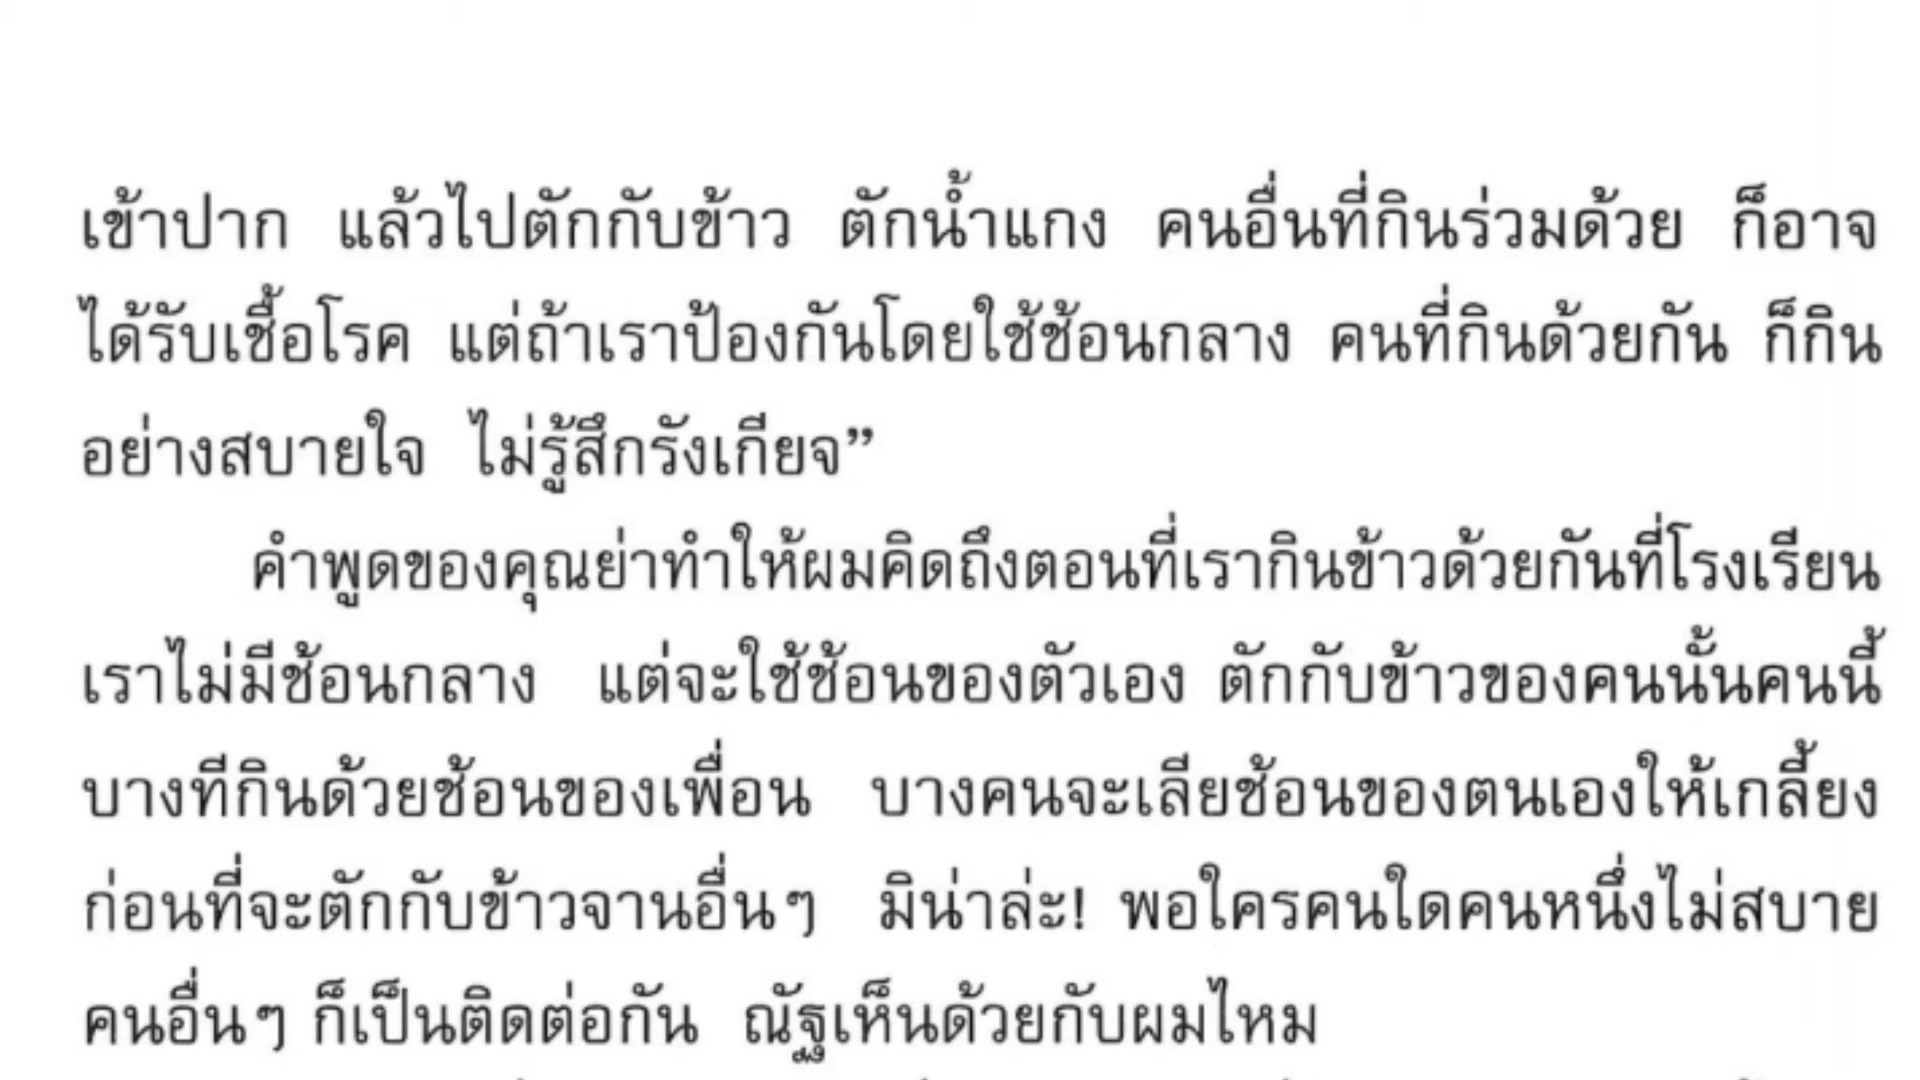 เข้าปาก แล้วไปตักกับข้าว ตักน้ำแกง คนอื่นที่กินร่วมด้วย ก็อาจ
ได้รับเชื้อโรค แต่ถ้าเราป้องกันโดยใช้ช้อนกลาง คนที่กินด้วยกัน ก็กิน
อย่างสบายใจ ไม่รู้สึกรังเกียจ”
คำพูดของคุณย่าทำให้ผมคิดถึงตอนที่เรากินข้าวด้วยกันที่โรงเรียน
เราไม่มีช้อนกลาง แต่จะใช้ช้อนของตัวเอง ตักกับข้าวของคนนั้นคนนี้
บางทีกินด้วยช้อนของเพื่อน บางคนจะเลียช้อนของตนเองให้เกลี้ยง
ก่อนที่จะตักกับข้าวจานอื่นๆ มิน่าล่ะ! พอใครคนใดคนหนึ่งไม่สบาย
คนอื่นๆ ก็เป็นติดต่อกัน ณัฐเห็นด้วยกับผมไหม